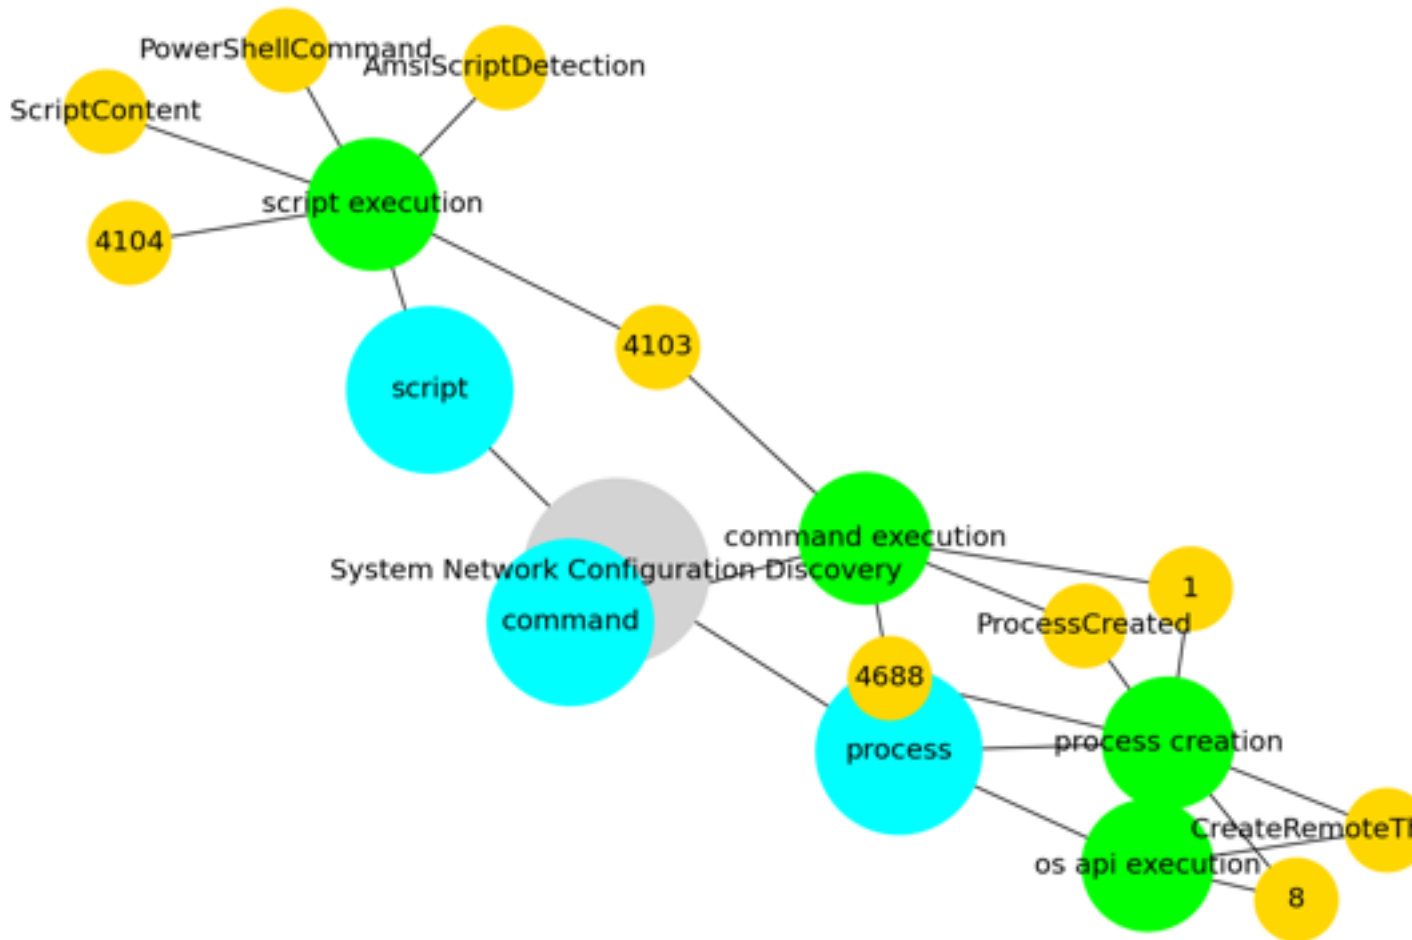 PowerShellCommand
AmsiScriptDetection
ScriptContent
script execution
4104
4103
script
command execution
System Network Configuration Discovery
1
command
ProcessCreated
4688
process
process creation
CreateRemoteTh
os api execution
8